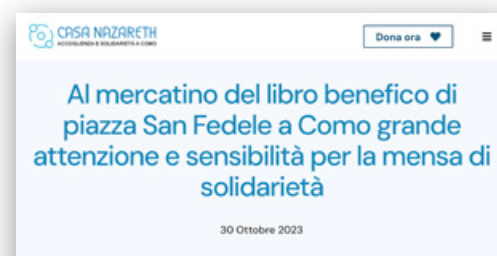 CASA NAZARETH
ACCOGLIENZA E SOLIDARIETÀ A COMO
Dona ora
Al mercatino del libro benefico di
piazza San Fedele a Como grande
attenzione e sensibilità per la mensa di
solidarietà
30 Ottobre 2023